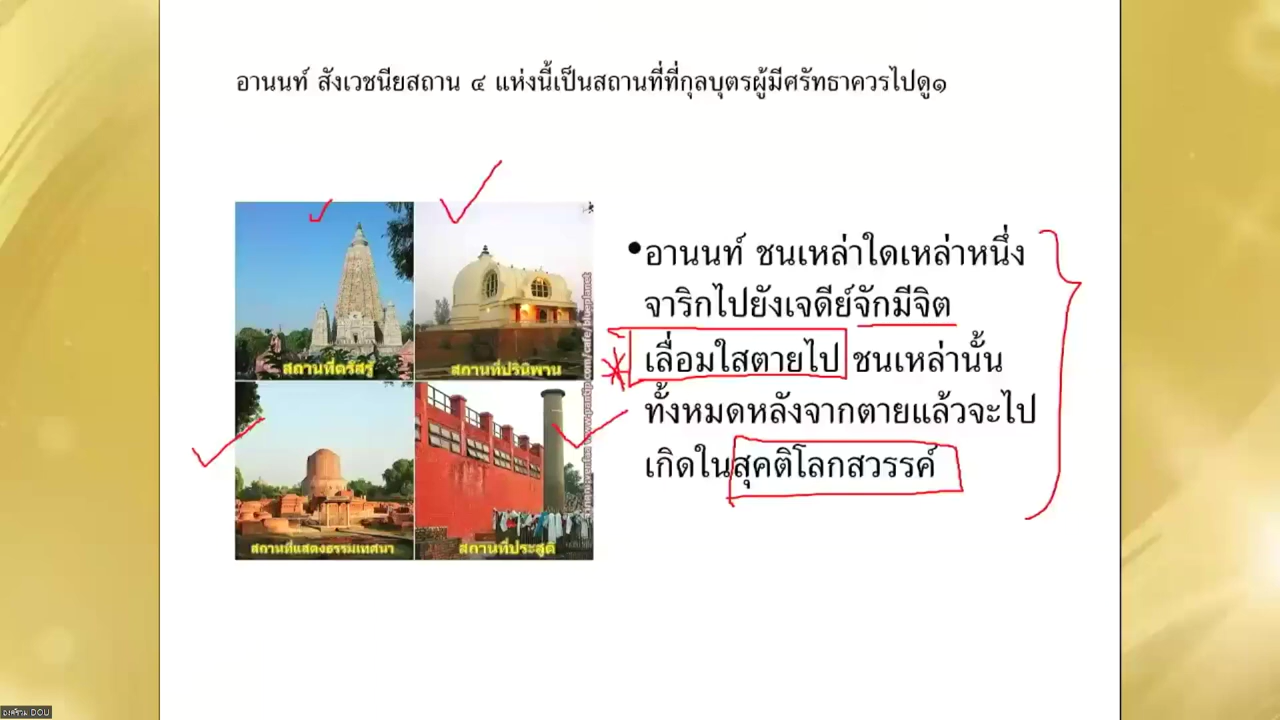 อานนท์ สังเวชนียสถาน ๔ แห่งนี้เป็นสถานที่ที่กุลบุตรผู้มีศรัทธาควรไปดู๑
สถานที่ตรัสรู้
สถานที่ปรินิพาน
สถานที่แสดงธรรมเทศนา
สถานที่ประสูติ
•อานนท์ ชนเหล่าใดเหล่าหนึ่ง
จาริกไปยังเจดีย์จักมีจิต
เลื่อมใสตายไป ชนเหล่านั้น
ทั้งหมดหลังจากตายแล้วจะไป
เกิดในสุคติโลกสวรรค์
DOU